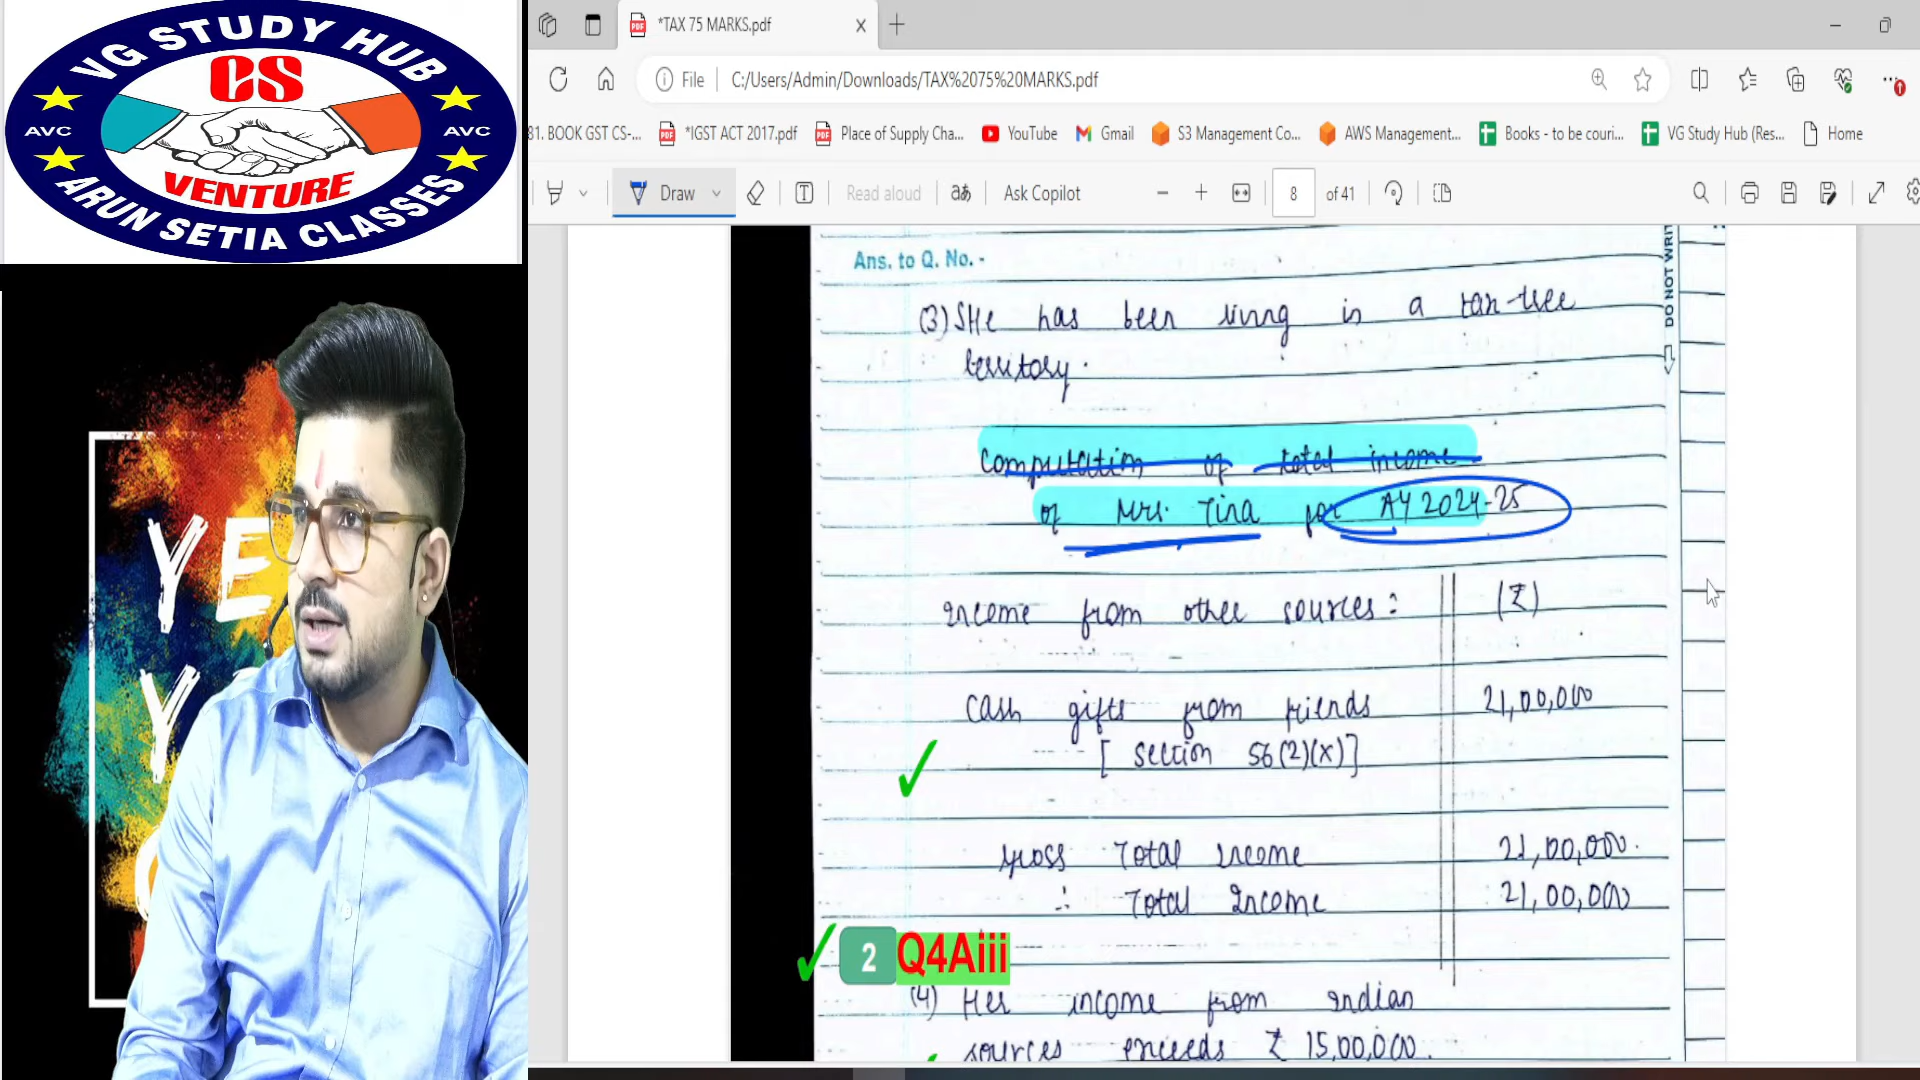 VG STUDY HUB
CS
AVC
AVC
VENTURE
ARUN SETIA CLASSES
YE
Y
*TAX 75 MARKS.pdf
File
C:/Users/Admin/Downloads/TAX%2075%20MARKS.pdf
31. BOOK GST CS-...
*IGST ACT 2017.pdf
Place of Supply Cha...
YouTube
Gmail
S3 Management Co...
AWS Management...
Books - to be couri...
VG Study Hub (Res...
Home
Draw
Read aloud
Ask Copilot
8
of 41
DO NOT WRIT
Ans. to Q. No. -
(3) SHe has been living in a tax-free
territory.
Computation of total income
of Mrs. Tina for AY 2024-25
Income from other sources : (₹)
Cash gifts from friends 21,00,000
[ section 56(2)(x)]
Gross Total Income 21,00,000.
∴ Total Income 21,00,000
2 Q4Aiii
(4) Her income from Indian
sources exceeds ₹ 15,00,000.